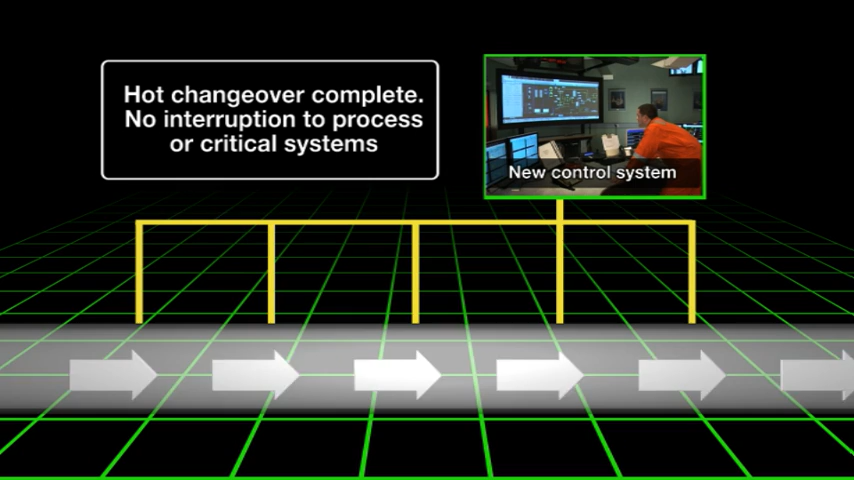 Hot changeover complete.
No interruption to process
or critical systems
New control system